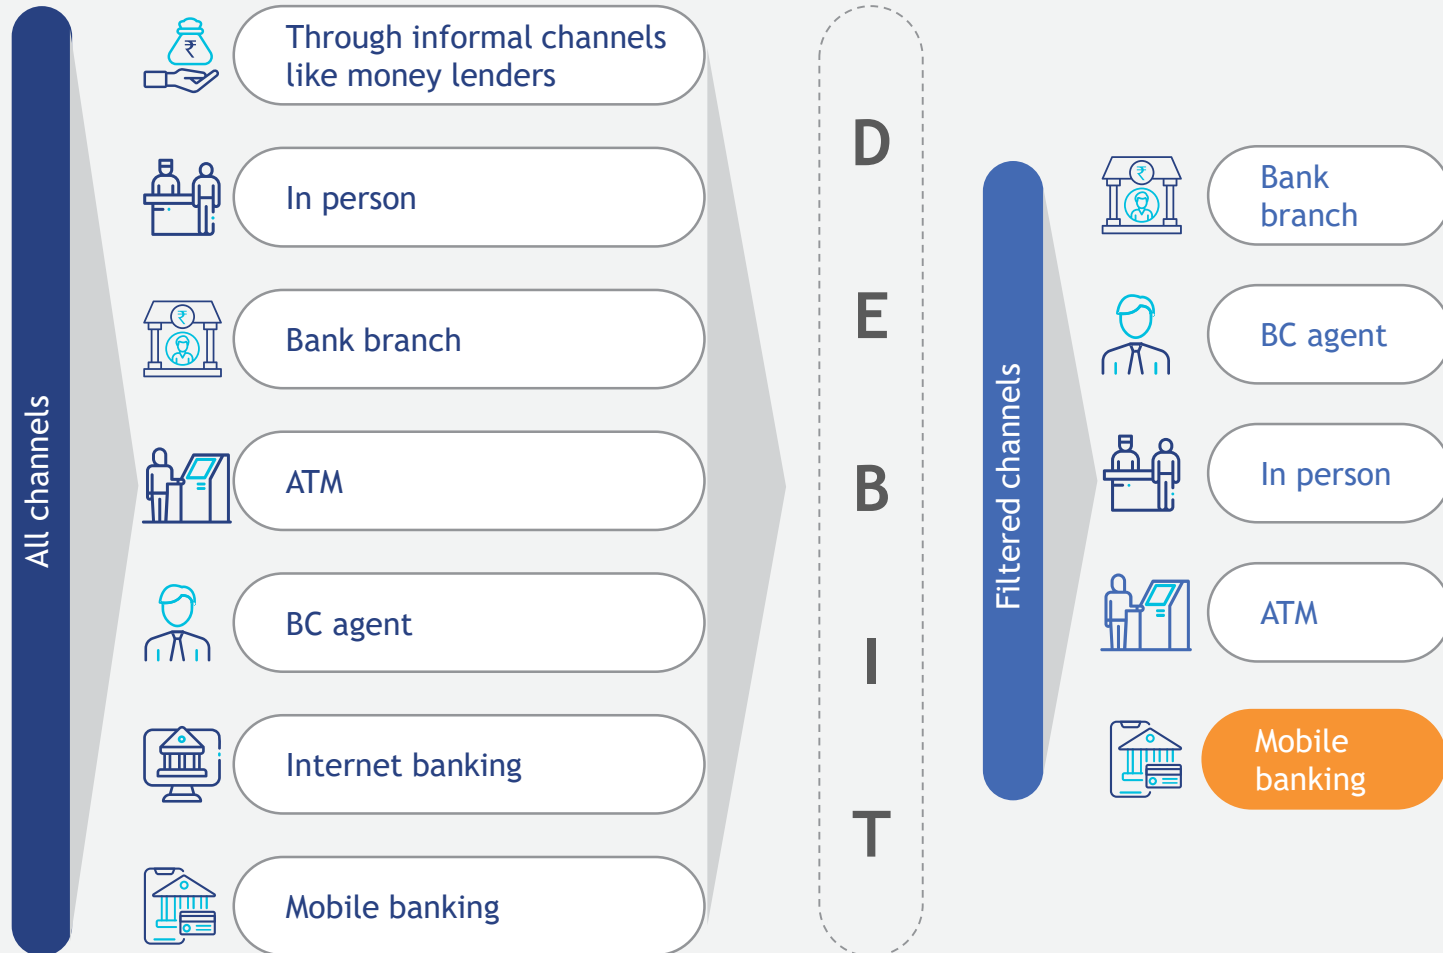 All channels
₹
Through informal channels
like money lenders
In person
₹
Bank branch
ATM
BC agent
Internet banking
Mobile banking
D
E
B
I
T
Filtered channels
₹
Bank
branch
BC agent
In person
ATM
Mobile
banking